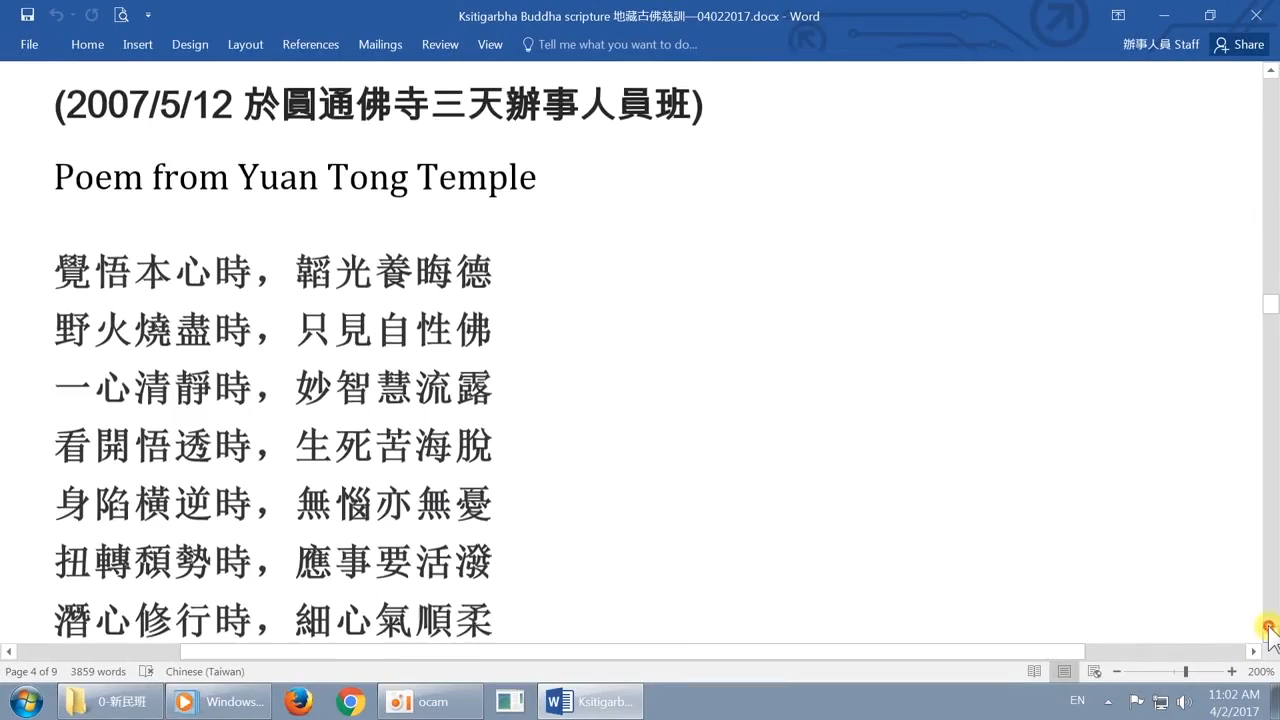 Ksitigarbha Buddha scripture 地藏古佛慈訓—04022017.docx - Word
File Home Insert Design Layout References Mailings Review View Tell me what you want to do... 辦事人員 Staff Share
(2007/5/12 於圓通佛寺三天辦事人員班)
Poem from Yuan Tong Temple
覺悟本心時，韜光養晦德
野火燒盡時，只見自性佛
一心清靜時，妙智慧流露
看開悟透時，生死苦海脫
身陷橫逆時，無惱亦無憂
扭轉頹勢時，應事要活潑
潛心修行時，細心氣順柔
Page 4 of 9 3859 words Chinese (Taiwan) 200%
0-新民班 Windows... ocam Ksitigarb... EN 11:02 AM
4/2/2017